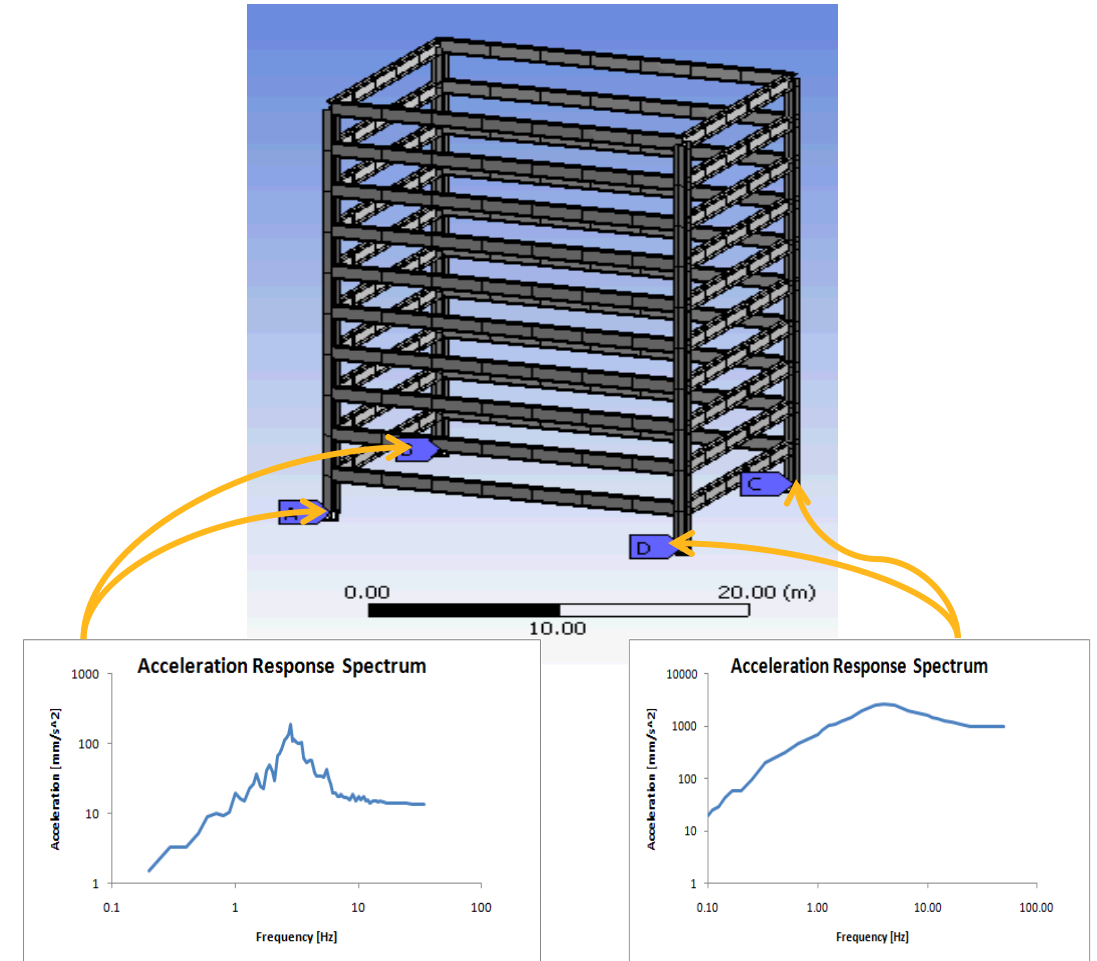 C
D
0.00 20.00 (m)
10.00
Acceleration Response Spectrum
1000
100
10
1
0.1 1 10 100
Acceleration [mm/s^2]
Frequency [Hz]
Acceleration Response Spectrum
10000
1000
100
10
1
0.10 1.00 10.00 100.00
Acceleration [mm/s^2]
Frequency [Hz]